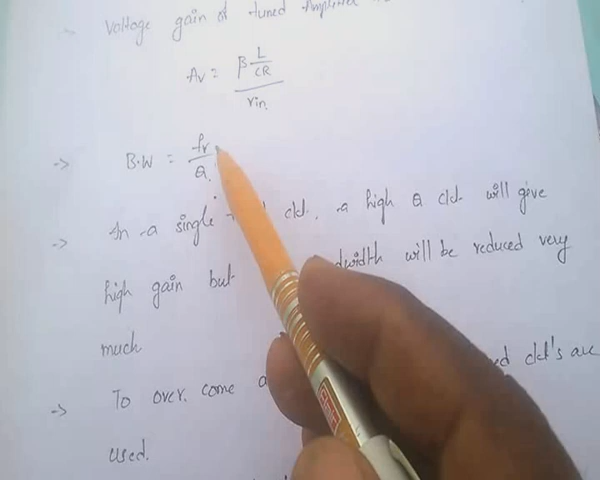 Voltage gain of tuned Amplifier
Av = β L/CR / rin
-> B.W = fr/Q.
-> In a single ckt, a high Q ckt will give
high gain but dwidth will be reduced very
much
-> To over. come a ed ckt's are
used.